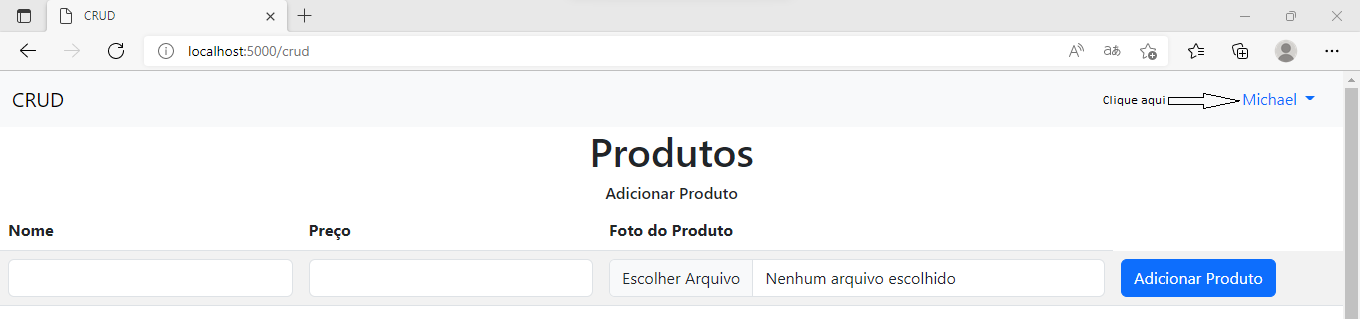 CRUD
localhost:5000/crud
CRUD
Clique aqui Michael
Produtos
Adicionar Produto
Nome Preço Foto do Produto
Escolher Arquivo Nenhum arquivo escolhido Adicionar Produto